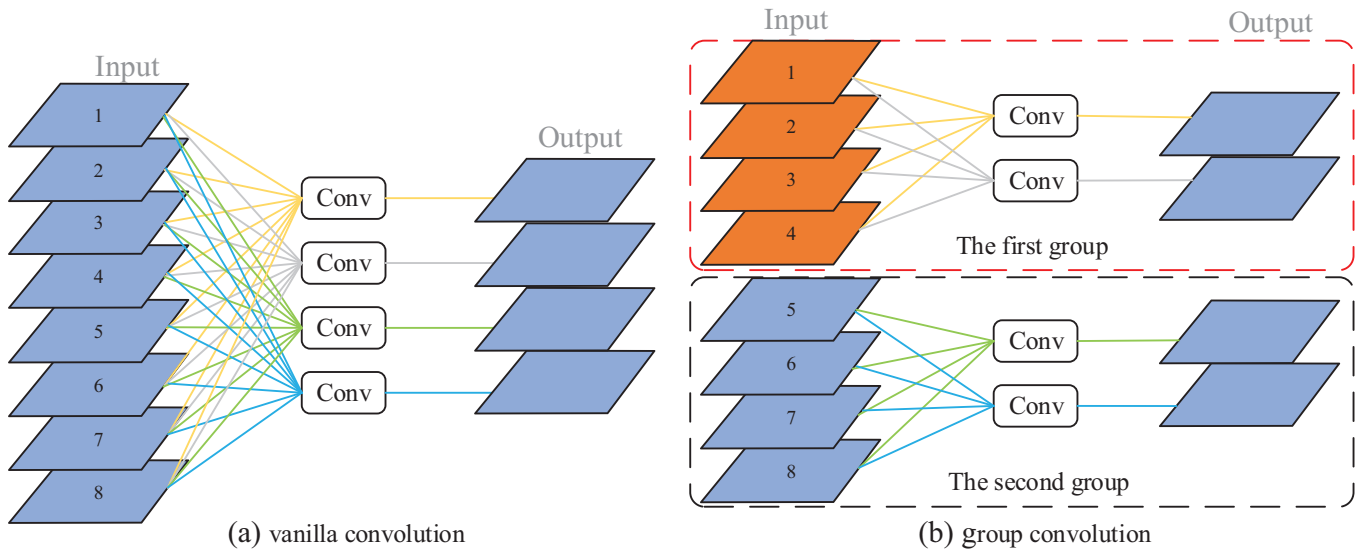 Input
1
2
3
4
5
6
7
8
Conv
Conv
Conv
Conv
Output
(a) vanilla convolution
Input
1
2
3
4
Conv
Conv
Output
The first group
5
6
7
8
Conv
Conv
The second group
(b) group convolution